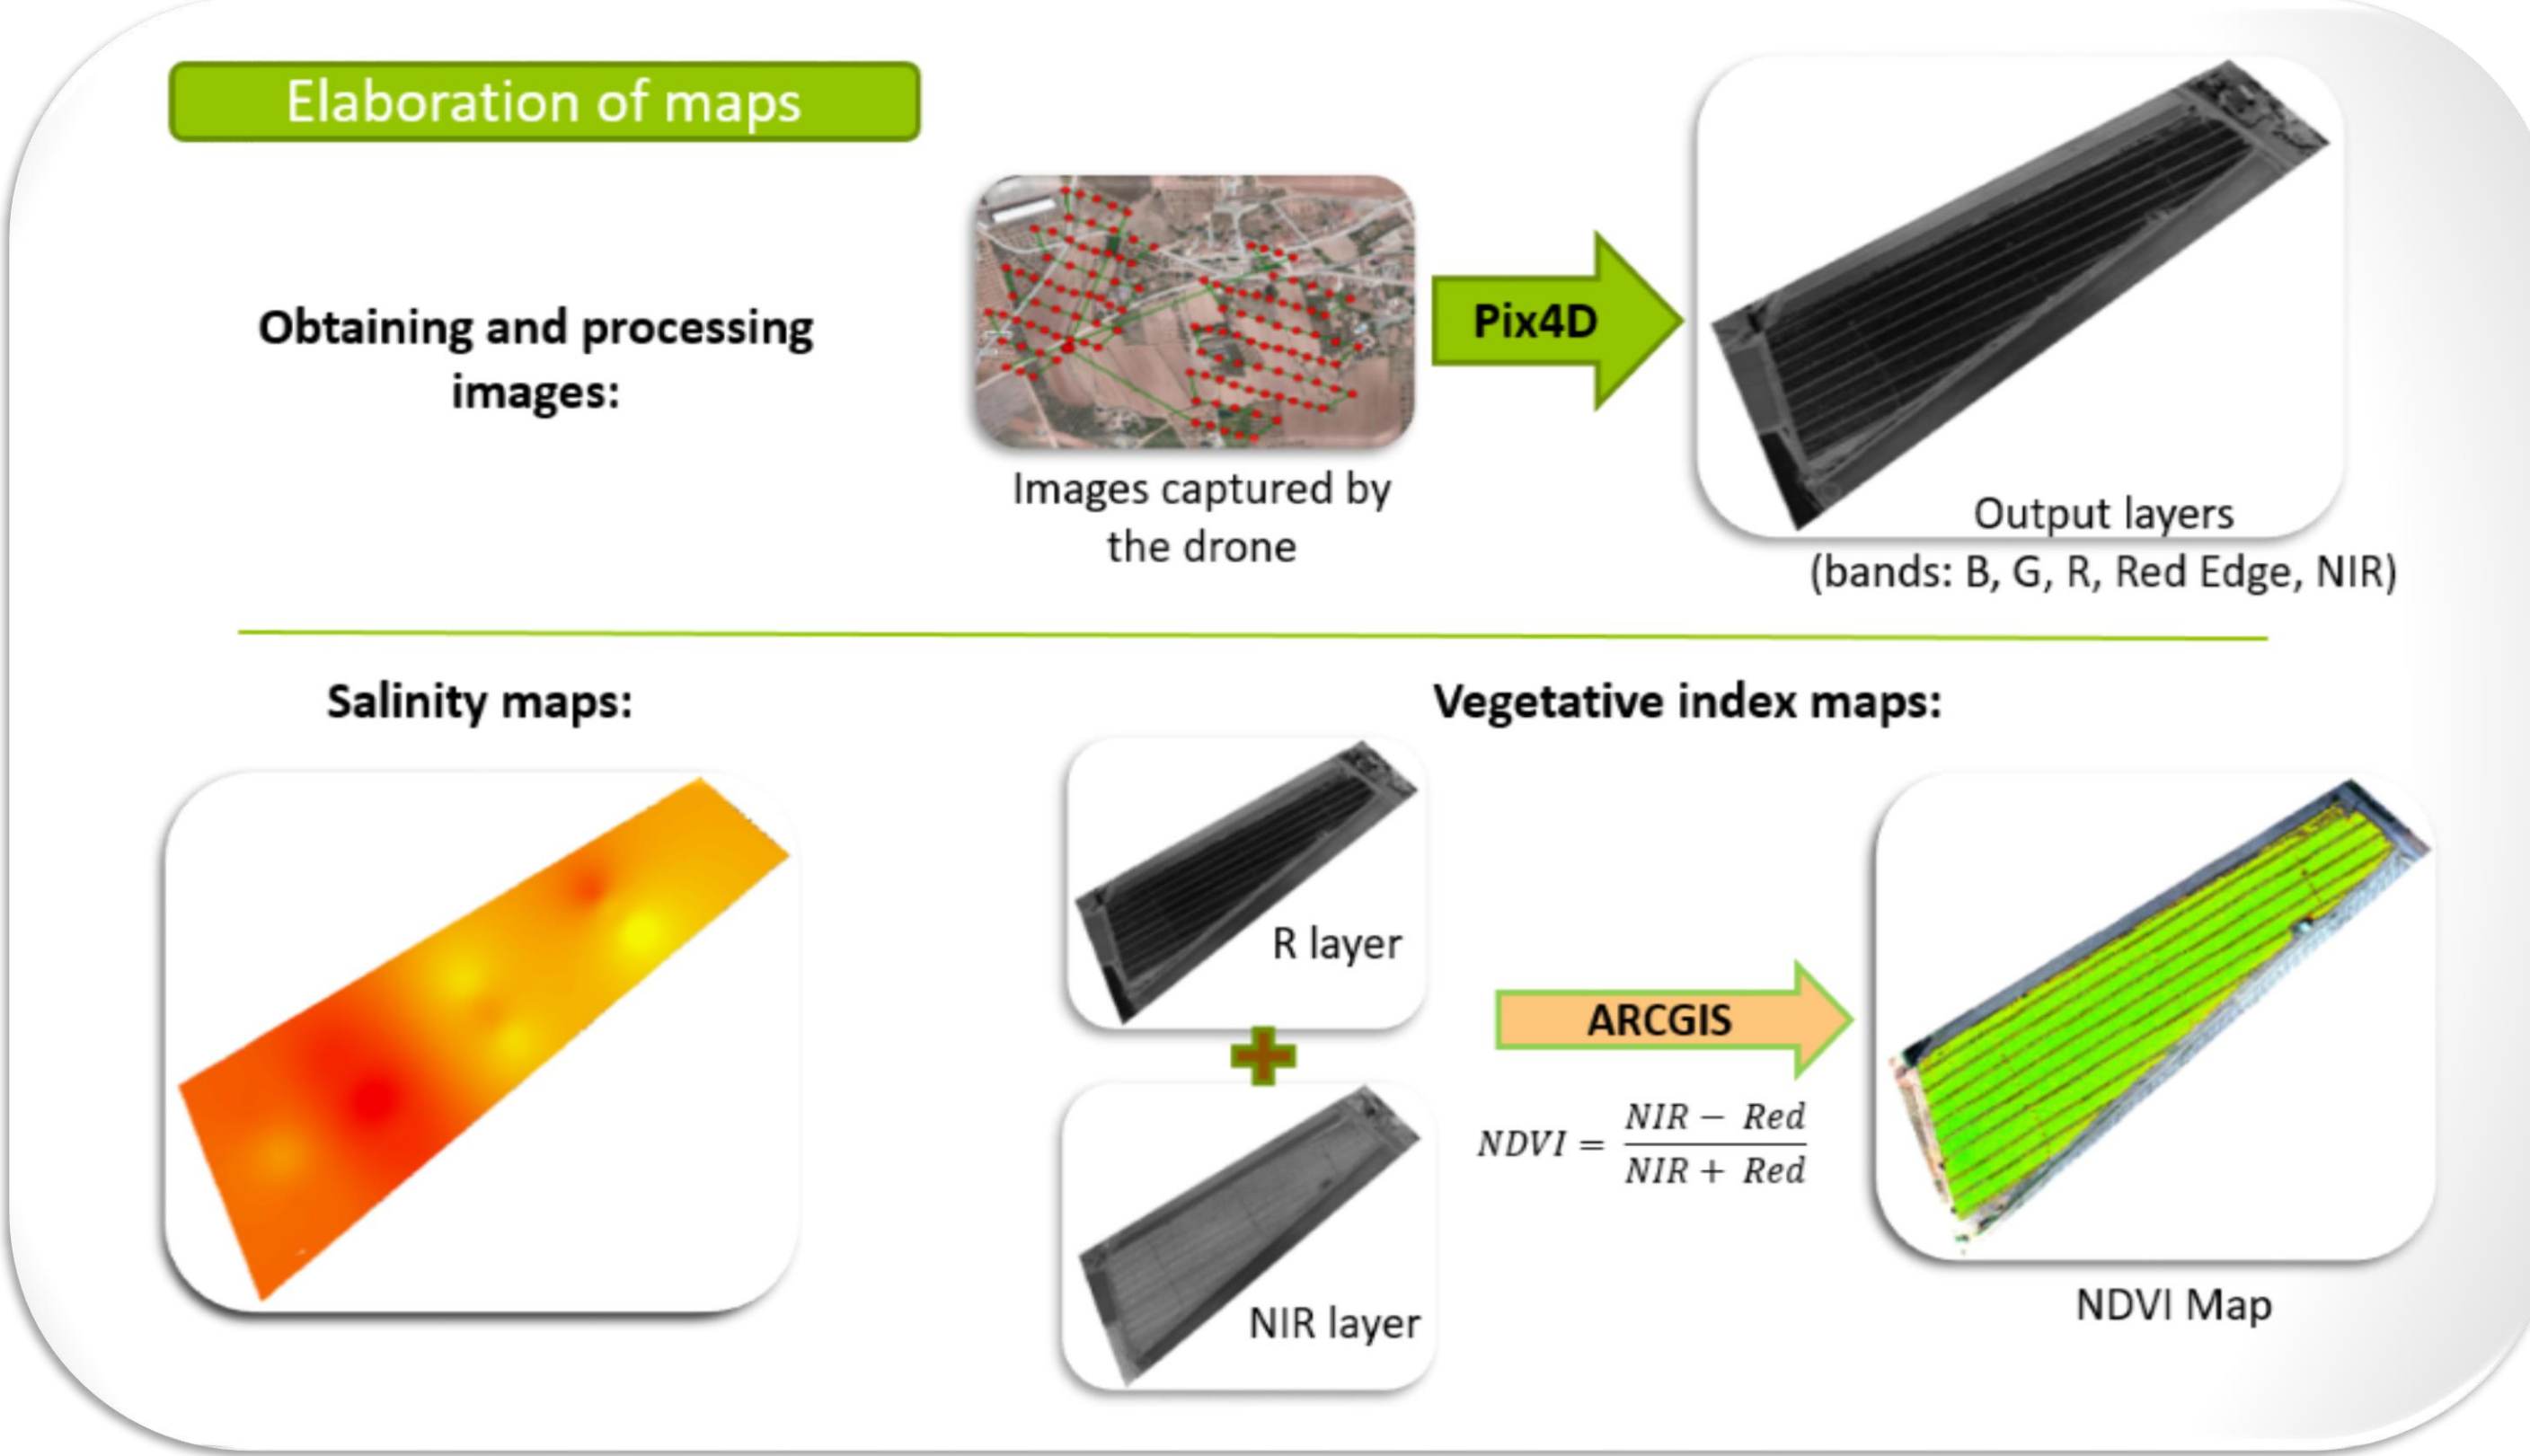 Elaboration of maps
Obtaining and processing
images:
Images captured by
the drone
Pix4D
Output layers
(bands: B, G, R, Red Edge, NIR)
Salinity maps:
Vegetative index maps:
R layer
NIR layer
ARCGIS
NDVI = (NIR − Red) / (NIR + Red)
NDVI Map